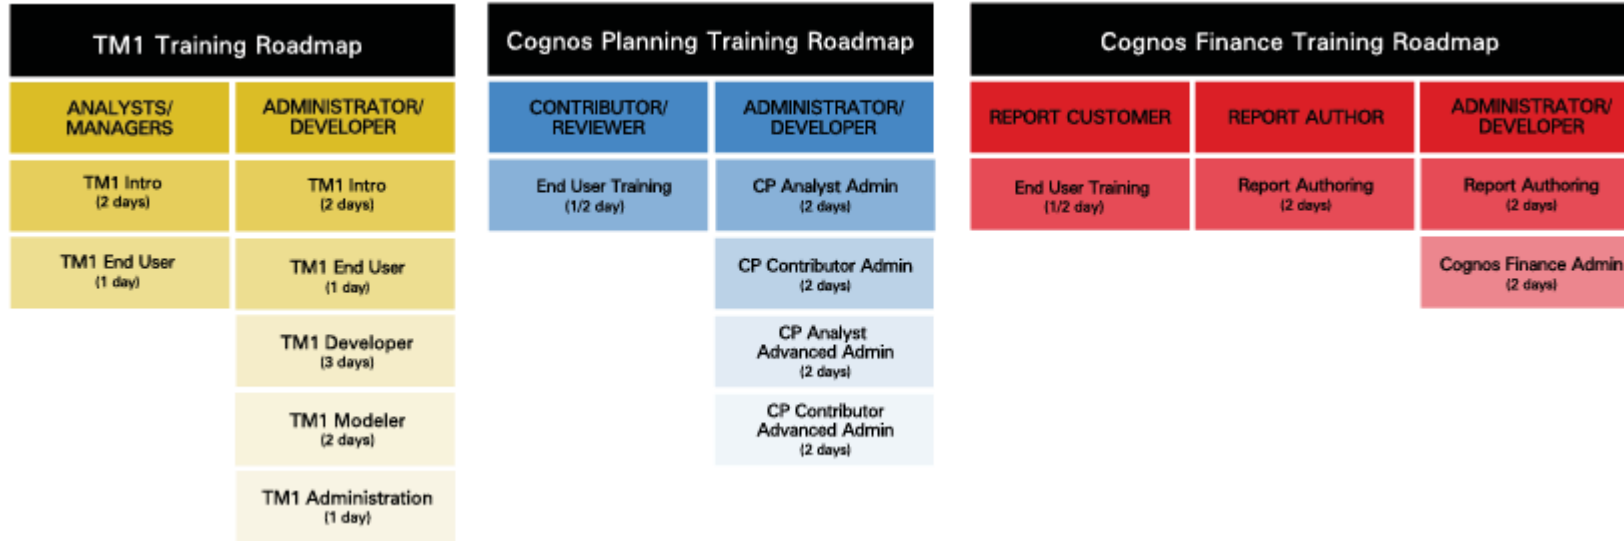 TM1 Training Roadmap
ANALYSTS/
MANAGERS
ADMINISTRATOR/
DEVELOPER
TM1 Intro
(2 days)
TM1 Intro
(2 days)
TM1 End User
(1 day)
TM1 End User
(1 day)
TM1 Developer
(3 days)
TM1 Modeler
(2 days)
TM1 Administration
(1 day)
Cognos Planning Training Roadmap
CONTRIBUTOR/
REVIEWER
ADMINISTRATOR/
DEVELOPER
End User Training
(1/2 day)
CP Analyst Admin
(2 days)
CP Contributor Admin
(2 days)
CP Analyst
Advanced Admin
(2 days)
CP Contributor
Advanced Admin
(2 days)
Cognos Finance Training Roadmap
REPORT CUSTOMER
REPORT AUTHOR
ADMINISTRATOR/
DEVELOPER
End User Training
(1/2 day)
Report Authoring
(2 days)
Report Authoring
(2 days)
Cognos Finance Admin
(2 days)